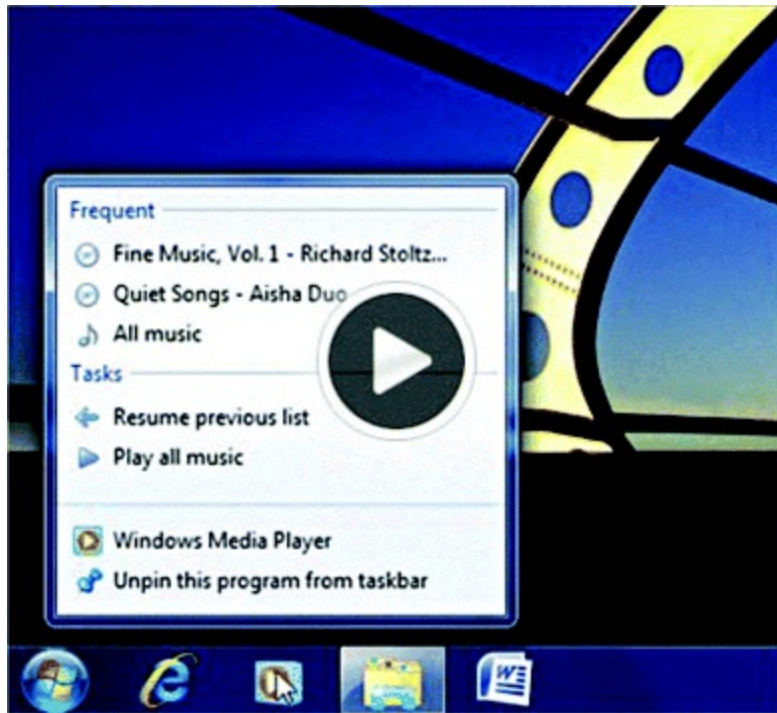 Frequent
Fine Music, Vol. 1 - Richard Stoltz...
Quiet Songs - Aisha Duo
All music
Tasks
Resume previous list
Play all music
Windows Media Player
Unpin this program from taskbar
W